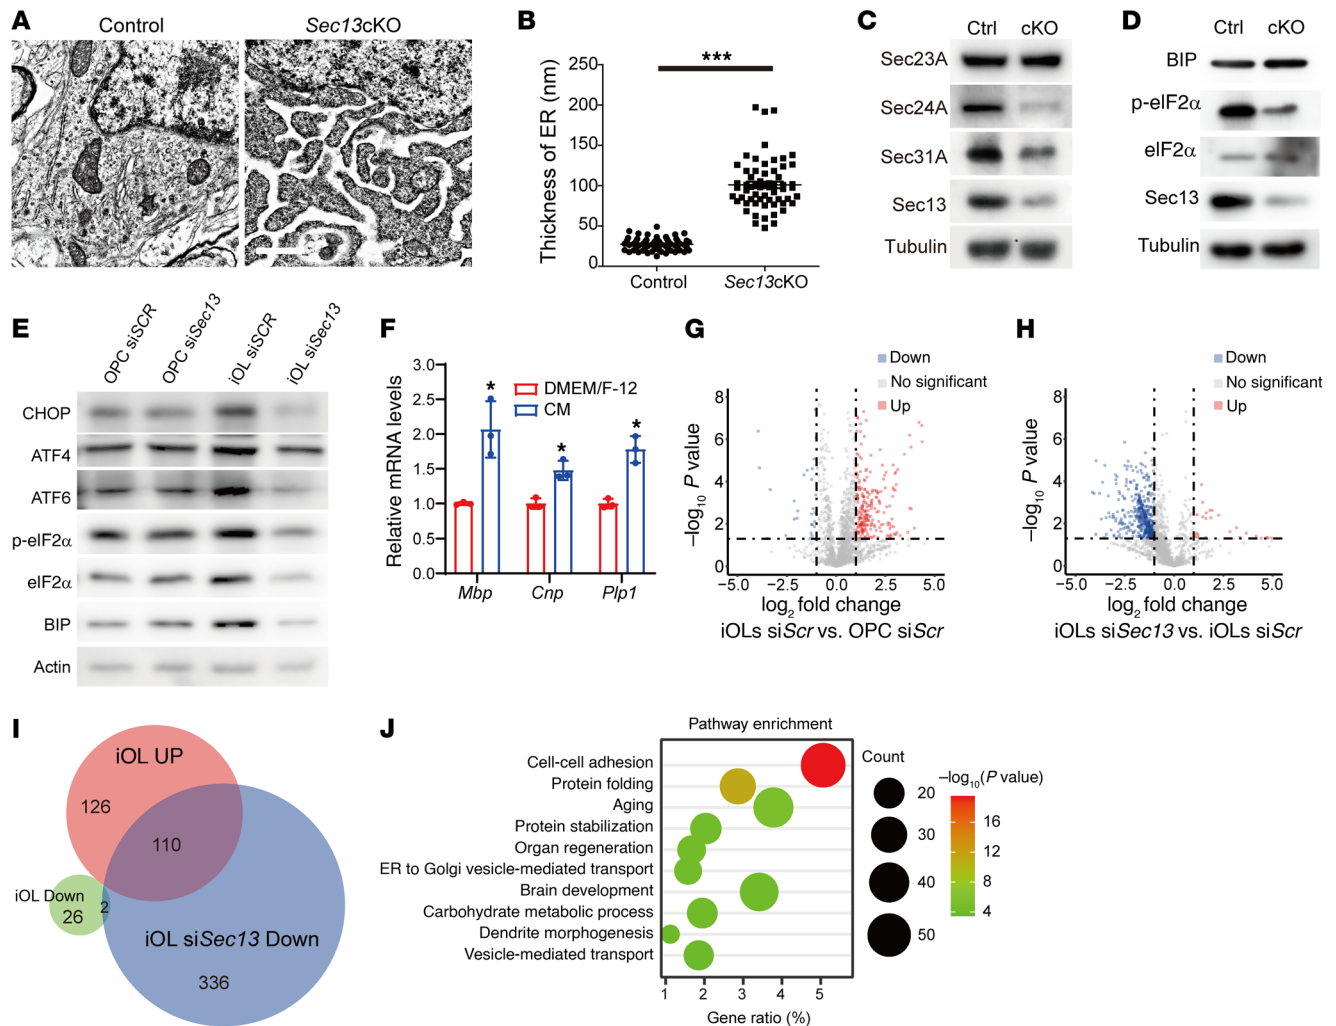 A
Control
Sec13cKO
B
***
Thickness of ER (nm)
250
200
150
100
50
0
Control
Sec13cKO
C
Ctrl
cKO
Sec23A
Sec24A
Sec31A
Sec13
Tubulin
D
Ctrl
cKO
BIP
p-eIF2α
eIF2α
Sec13
Tubulin
E
OPC siSCR
OPC siSec13
iOL siSCR
iOL siSec13
CHOP
ATF4
ATF6
p-eIF2α
eIF2α
BIP
Actin
F
Relative mRNA levels
3.0
2.5
2.0
1.5
1.0
0.5
0.0
DMEM/F-12
CM
*
*
*
Mbp
Cnp
Plp1
G
Down
No significant
Up
–log10 P value
8
6
4
2
0
–5.0
–2.5
0.0
2.5
5.0
log2 fold change
iOLs siScr vs. OPC siScr
H
Down
No significant
Up
–log10 P value
8
6
4
2
0
–5.0
–2.5
0.0
2.5
5.0
log2 fold change
iOLs siSec13 vs. iOLs siScr
I
iOL UP
126
110
iOL Down
26
2
iOL siSec13 Down
336
J
Pathway enrichment
Cell-cell adhesion
Protein folding
Aging
Protein stabilization
Organ regeneration
ER to Golgi vesicle-mediated transport
Brain development
Carbohydrate metabolic process
Dendrite morphogenesis
Vesicle-mediated transport
1
2
3
4
5
Gene ratio (%)
Count
20
30
40
50
–log10(P value)
16
12
8
4